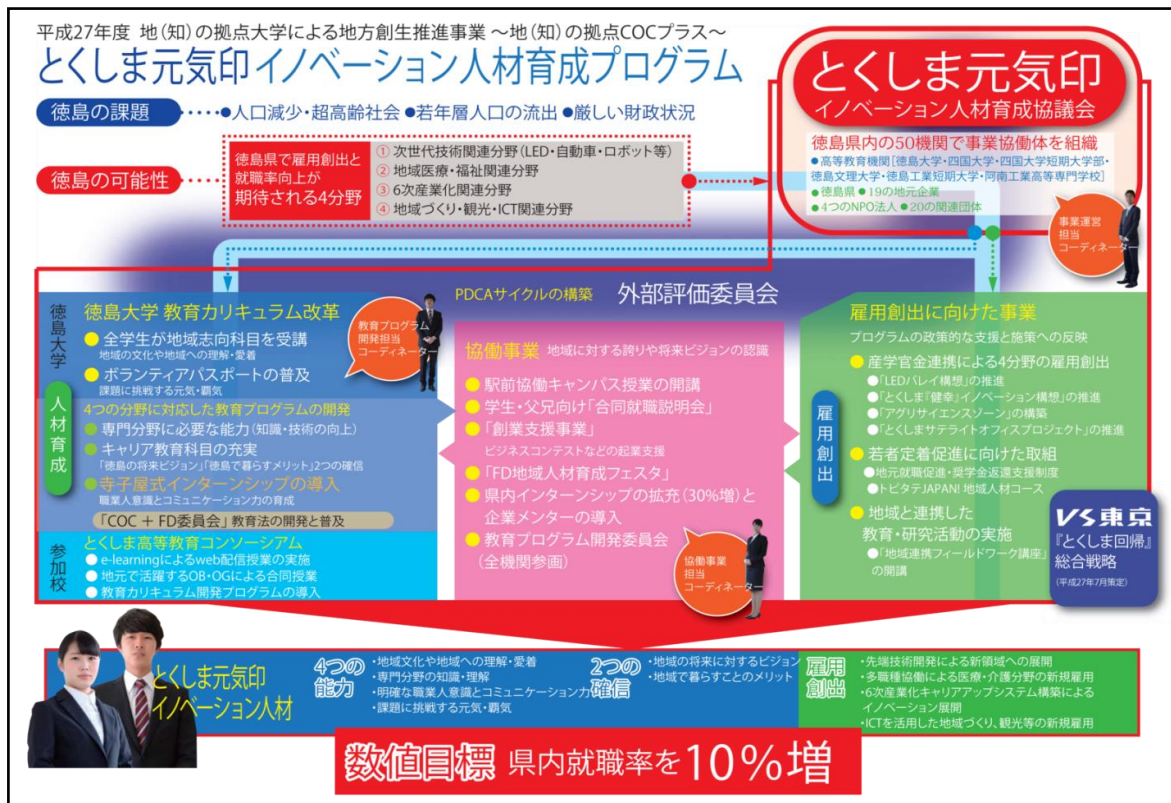 平成27年度 地(知)の拠点大学による地方創生推進事業 ～地(知)の拠点COCプラス～
とくしま元気印イノベーション人材育成プログラム
徳島の課題
●人口減少・超高齢社会 ●若年層人口の流出 ●厳しい財政状況
徳島の可能性
徳島県で雇用創出と
就職率向上が
期待される4分野
① 次世代技術関連分野(LED・自動車・ロボット等)
② 地域医療・福祉関連分野
③ 6次産業化関連分野
④ 地域づくり・観光・ICT関連分野
とくしま元気印
イノベーション人材育成協議会
徳島県内の50機関で事業協働体を組織
●高等教育機関[徳島大学・四国大学・四国大学短期大学部・
徳島文理大学・徳島工業短期大学・阿南工業高等専門学校]
●徳島県 ●19の地元企業
●4つのNPO法人 ●20の関連団体
事業運営
担当
コーディネーター
PDCAサイクルの構築 外部評価委員会
徳島大学
人材育成
徳島大学 教育カリキュラム改革
● 全学生が地域志向科目を受講
地域の文化や地域への理解・愛着
● ボランティアパスポートの普及
課題に挑戦する元気・覇気
4つの分野に対応した教育プログラムの開発
● 専門分野に必要な能力(知識・技術の向上)
● キャリア教育科目の充実
「徳島の将来ビジョン」「徳島で暮らすメリット」2つの確信
● 寺子屋式インターンシップの導入
職業人意識とコミュニケーション力の育成
「COC + FD委員会」教育法の開発と普及
教育プログラム
開発担当
コーディネーター
参加校
とくしま高等教育コンソーシアム
● e-learningによるweb配信授業の実施
● 地元で活躍するOB・OGによる合同授業
● 教育カリキュラム開発プログラムの導入
協働事業 地域に対する誇りや将来ビジョンの認識
● 駅前協働キャンパス授業の開講
● 学生・父兄向け「合同就職説明会」
● 「創業支援事業」
ビジネスコンテストなどの起業支援
● 「FD地域人材育成フェスタ」
● 県内インターンシップの拡充(30%増)と
企業メンターの導入
● 教育プログラム開発委員会
(全機関参画)
協働事業
担当
コーディネーター
雇用創出
雇用創出に向けた事業
プログラムの政策的な支援と施策への反映
● 産学官金連携による4分野の雇用創出
●「LEDバレイ構想」の推進
●「とくしま『健幸』イノベーション構想」の推進
●「アグリサイエンスゾーン」の構築
●「とくしまサテライトオフィスプロジェクト」の推進
● 若者定着促進に向けた取組
●地元就職促進・奨学金返還支援制度
●トビタテJAPAN! 地域人材コース
● 地域と連携した
教育・研究活動の実施
●「地域連携フィールドワーク講座」
の開講
VS東京
『とくしま回帰』
総合戦略
(平成27年7月策定)
とくしま元気印
イノベーション人材
4つの
能力
・地域文化や地域への理解・愛着
・専門分野の知識・理解
・明確な職業人意識とコミュニケーション力
・課題に挑戦する元気・覇気
2つの
確信
・地域の将来に対するビジョン
・地域で暮らすことのメリット
雇用
創出
・先端技術開発による新領域への展開
・多職種協働による医療・介護分野の新規雇用
・6次産業化キャリアアップシステム構築による
イノベーション展開
・ICTを活用した地域づくり、観光等の新規雇用
数値目標 県内就職率を10%増